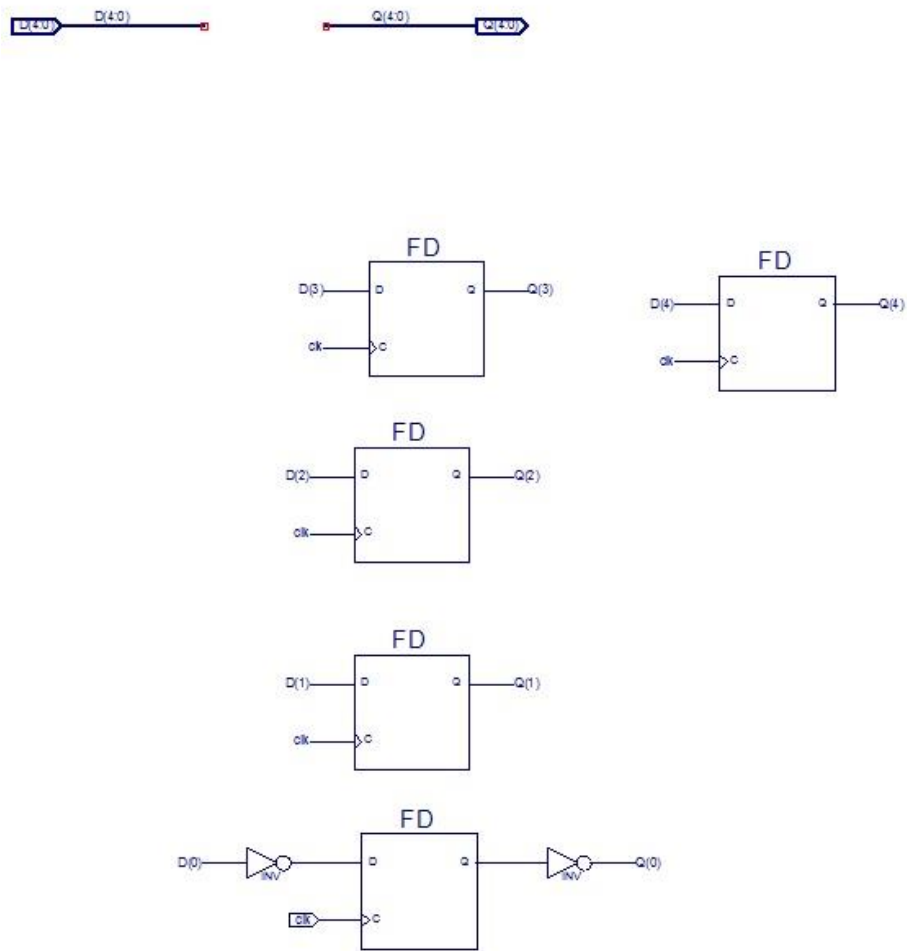 D(4:0) D(4:0) Q(4:0) Q(4:0)
FD
D(3) D Q Q(3)
clk C
FD
D(4) D Q Q(4)
clk C
FD
D(2) D Q Q(2)
clk C
FD
D(1) D Q Q(1)
clk C
FD
D(0) INV D Q INV Q(0)
clk C